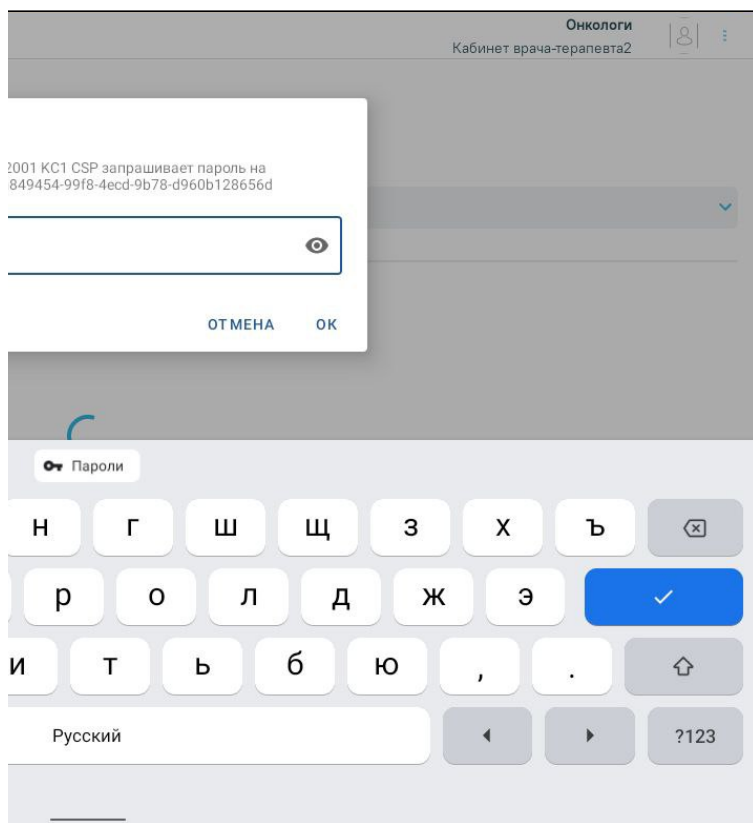 Онкологи
Кабинет врача-терапевта2
2001 KC1 CSP запрашивает пароль на
849454-99f8-4ecd-9b78-d960b128656d
ОТМЕНА ОК
Пароли
н г ш щ з х ъ
р о л д ж э
и т ь б ю , .
Русский ?123